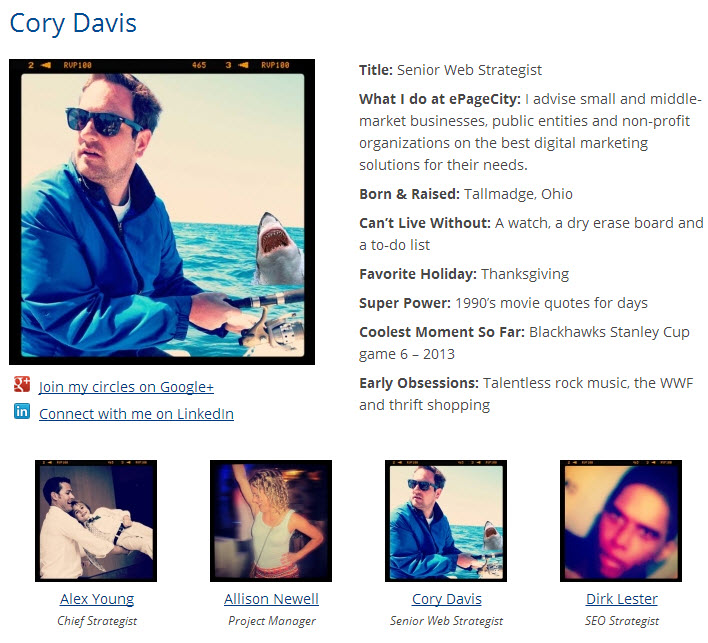 Cory Davis
2 RVP100 465 3 RVP100
Title: Senior Web Strategist
What I do at ePageCity: I advise small and middle-
market businesses, public entities and non-profit
organizations on the best digital marketing
solutions for their needs.
Born & Raised: Tallmadge, Ohio
Can’t Live Without: A watch, a dry erase board and
a to-do list
Favorite Holiday: Thanksgiving
Super Power: 1990’s movie quotes for days
Coolest Moment So Far: Blackhawks Stanley Cup
game 6 – 2013
Early Obsessions: Talentless rock music, the WWF
and thrift shopping
g+ Join my circles on Google+
in Connect with me on LinkedIn
Alex Young
Chief Strategist
Allison Newell
Project Manager
Cory Davis
Senior Web Strategist
Dirk Lester
SEO Strategist